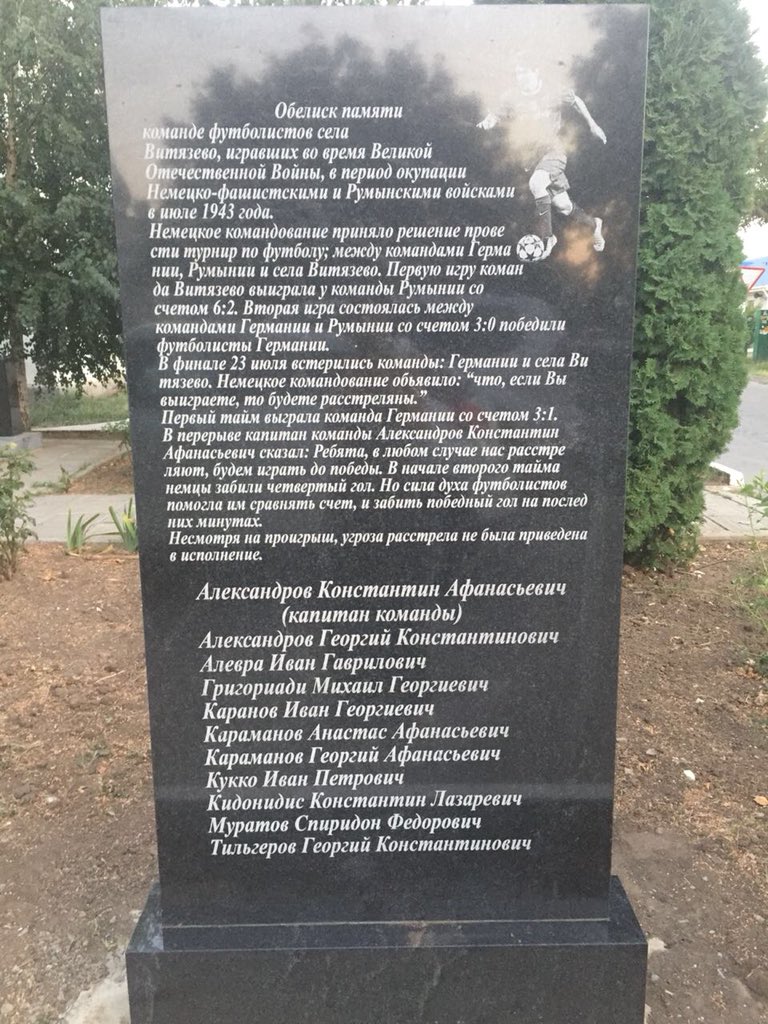 Обелиск памяти
команде футболистов села
Витязево, игравших во время Великой
Отечественной Войны, в период окупации
Немецко-фашистскими и Румынскими войсками
в июле 1943 года.
Немецкое командование приняло решение прове
сти турнир по футболу; между командами Герма
нии, Румынии и села Витязево. Первую игру коман
да Витязево выиграла у команды Румынии со
счетом 6:2. Вторая игра состоялась между
командами Германии и Румынии со счетом 3:0 победили
футболисты Германии.
В финале 23 июля встерились команды: Германии и села Ви
тязево. Немецкое командование обьявило: “что, если Вы
выиграете, то будете расстреляны.”
Первый тайм выграла команда Германии со счетом 3:1.
В перерыве капитан команды Александров Константин
Афанасьевич сказал: Ребята, в любом случае нас расстре
ляют, будем играть до победы. В начале второго тайма
немцы забили четвертый гол. Но сила духа футболистов
помогла им сравнять счет, и забить победный гол на послед
них минутах.
Несмотря на проигрыш, угроза расстрела не была приведена
в исполнение.
Александров Константин Афанасьевич
(капитан команды)
Александров Георгий Константинович
Алевра Иван Гаврилович
Григориади Михаил Георгиевич
Каранов Иван Георгиевич
Караманов Анастас Афанасьевич
Караманов Георгий Афанасьевич
Кукко Иван Петрович
Кидонидис Константин Лазаревич
Муратов Спиридон Федорович
Тильгеров Георгий Константинович